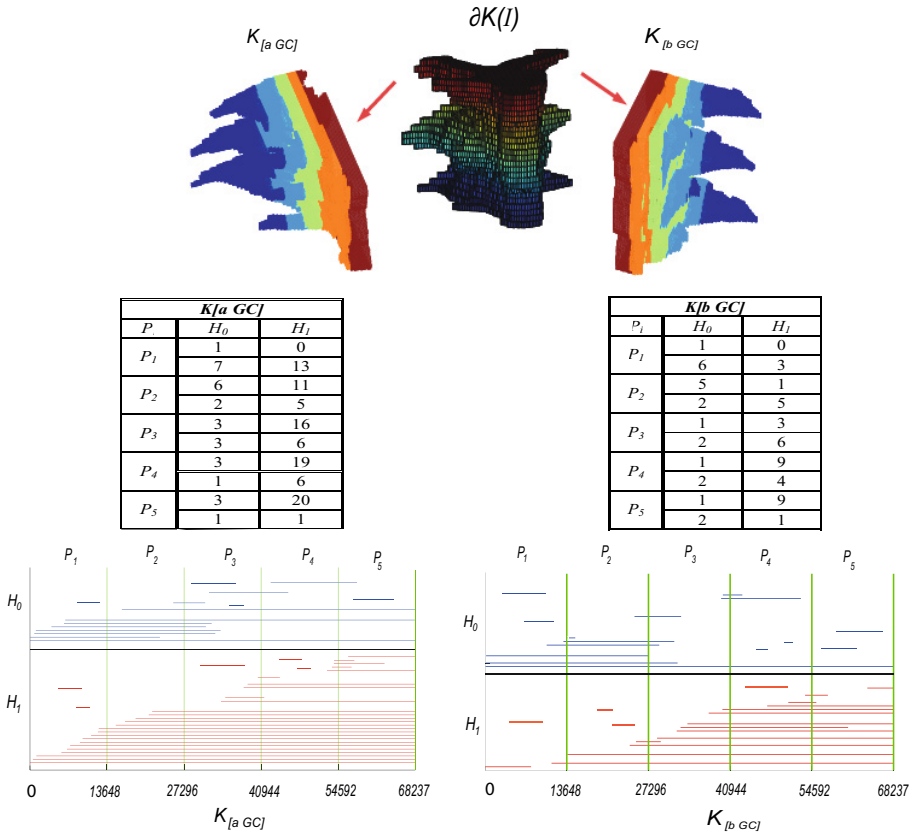 ∂K(I)
K[a GC]
K[b GC]
K[a GC]
P. H0 H1
P1 1 0
7 13
P2 6 11
2 5
P3 3 16
3 6
P4 3 19
1 6
P5 3 20
1 1
K[b GC]
Pi H0 H1
P1 1 0
6 3
P2 5 1
2 5
P3 1 3
2 6
P4 1 9
2 4
P5 1 9
2 1
P1 P2 P3 P4 P5
H0
H1
0 13648 27296 40944 54592 68237
K[a GC]
P1 P2 P3 P4 P5
H0
H1
0 13648 27296 40944 54592 68237
K[b GC]